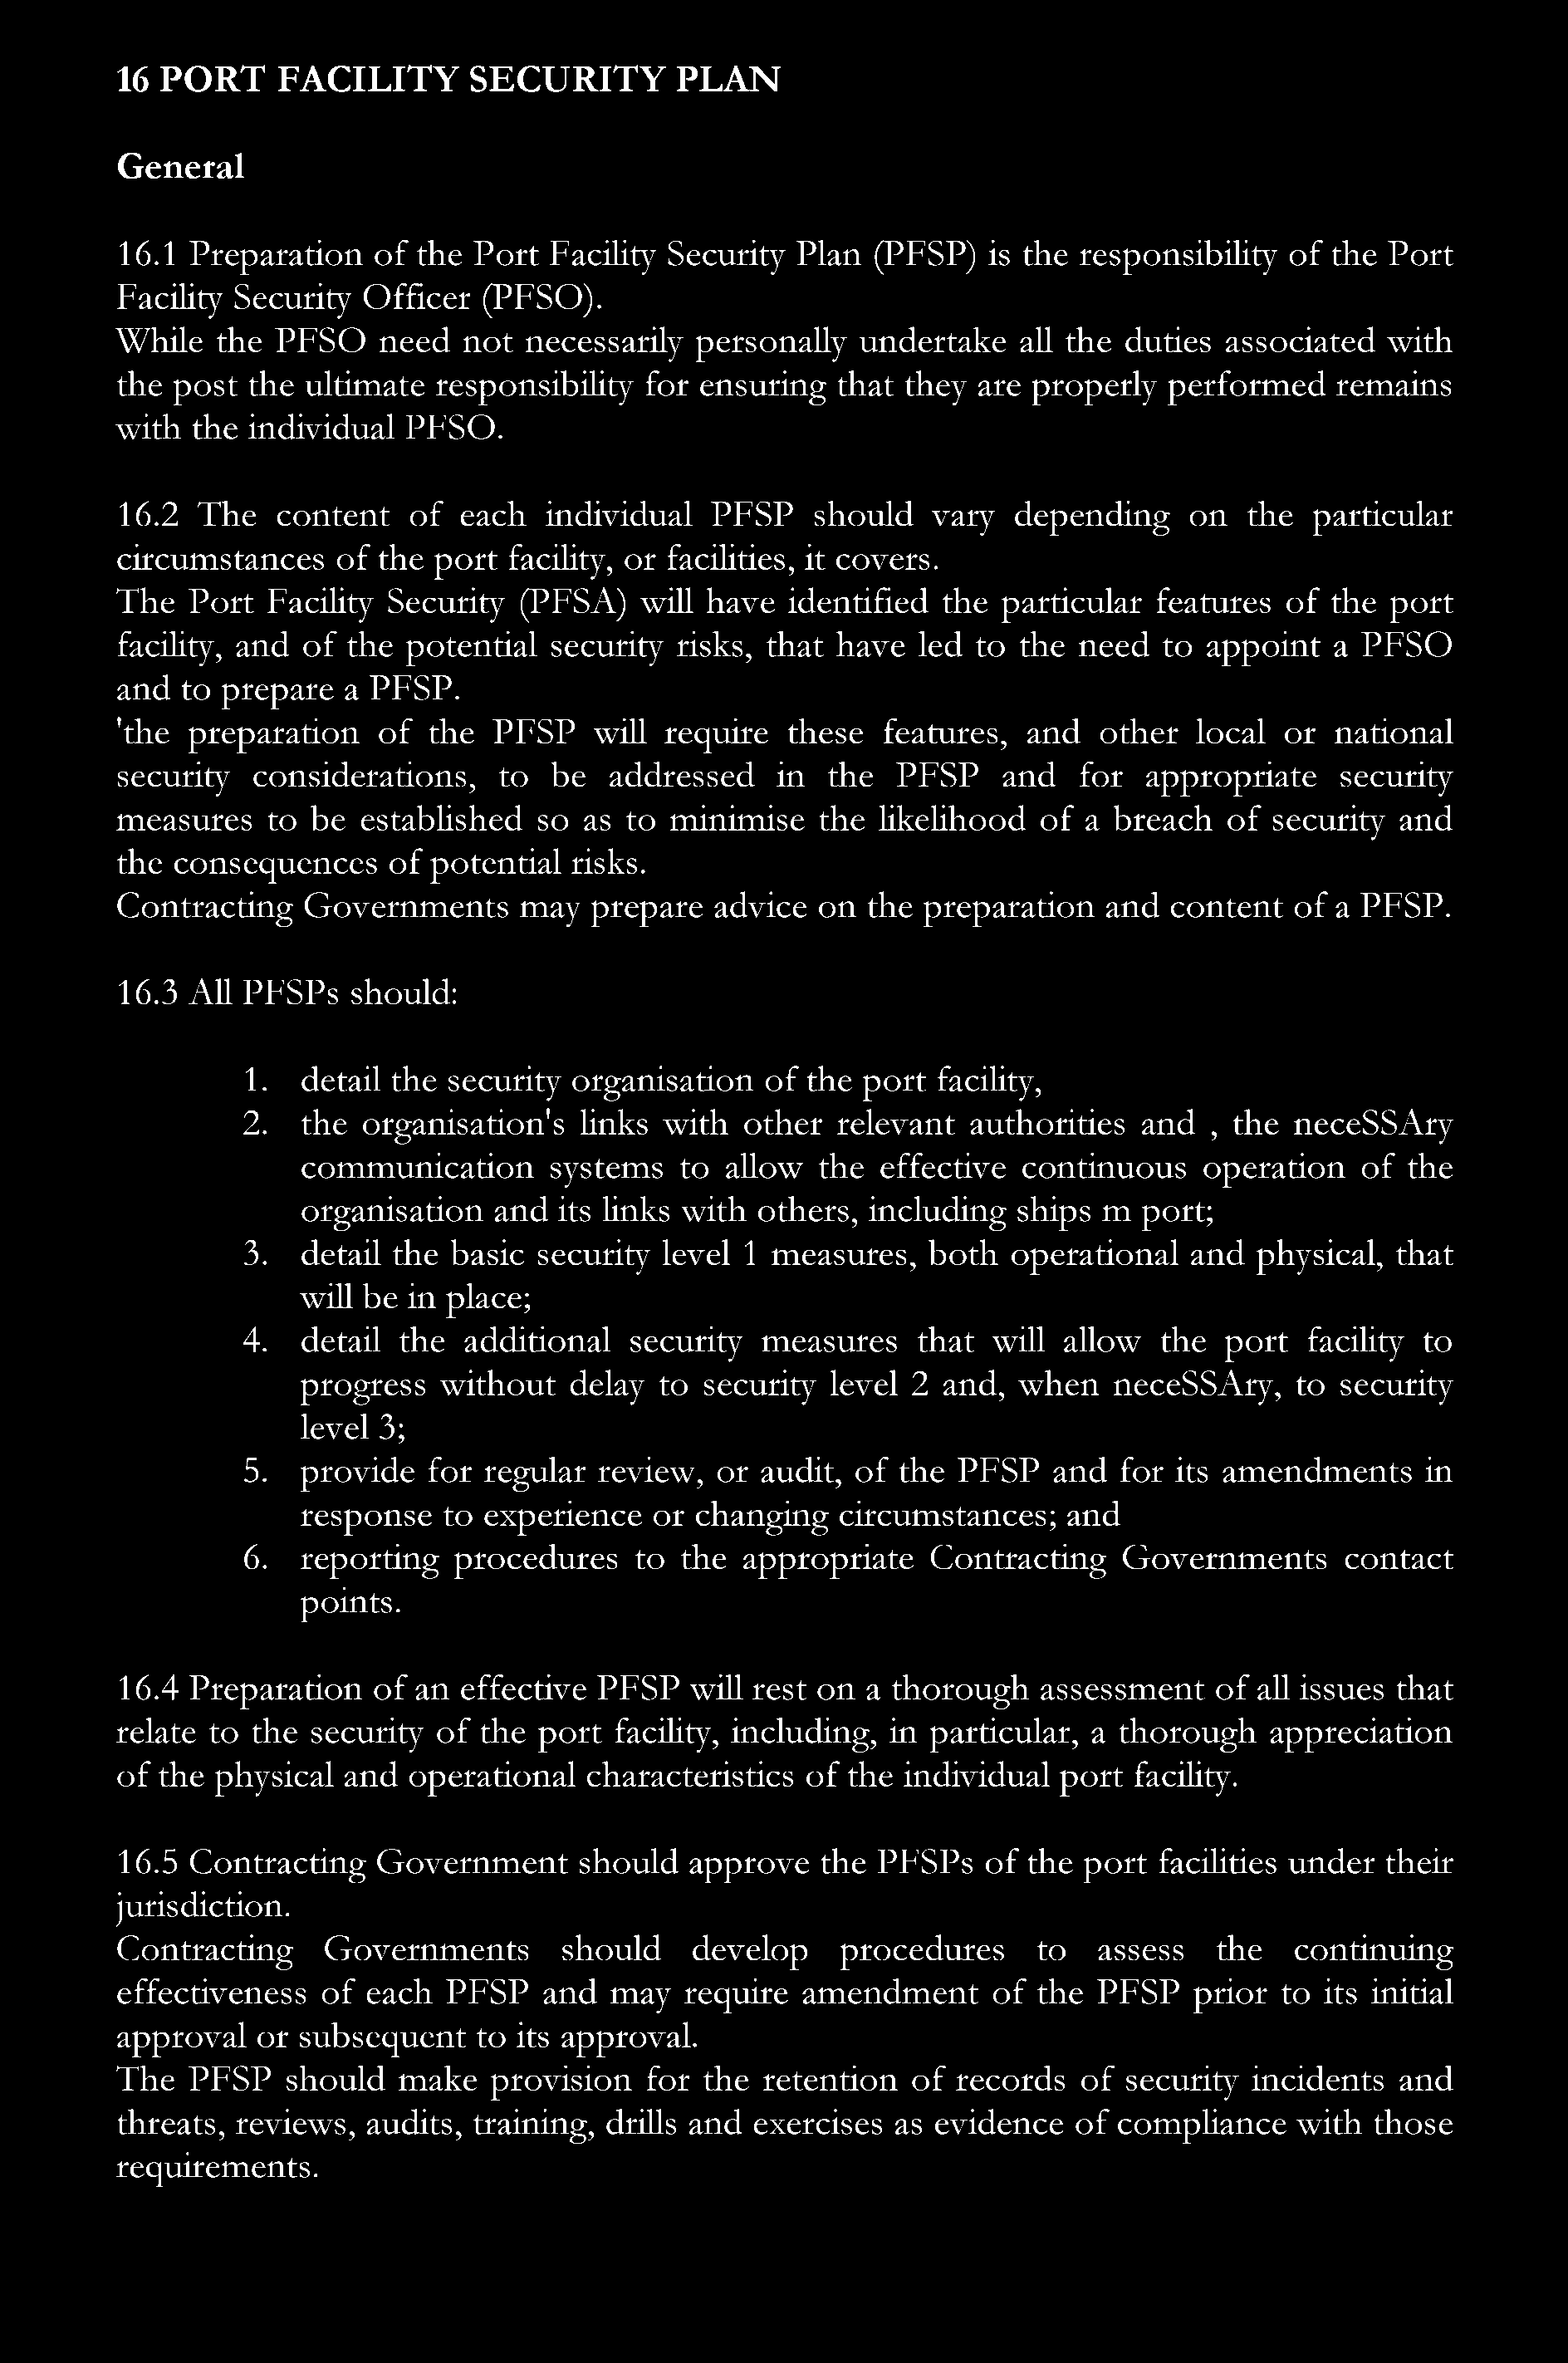 16 PORT FACILITY SECURITY PLAN
General
16.1 Preparation of the Port Facility Security Plan (PFSP) is the responsibility of the Port
Facility Security Officer (PFSO).
While the PFSO need not necessarily personally undertake all the duties associated with
the post the ultimate responsibility for ensuring that they are properly performed remains
with the individual PFSO.
16.2 The content of each individual PFSP should vary depending on the particular
circumstances of the port facility, or facilities, it covers.
The Port Facility Security (PFSA) will have identified the particular features of the port
facility, and of the potential security risks, that have led to the need to appoint a PFSO
and to prepare a PFSP.
'the preparation of the PFSP will require these features, and other local or national
security considerations, to be addressed in the PFSP and for appropriate security
measures to be established so as to minimise the likelihood of a breach of security and
the consequences of potential risks.
Contracting Governments may prepare advice on the preparation and content of a PFSP.
16.3 All PFSPs should:
1. detail the security organisation of the port facility,
2. the organisation's links with other relevant authorities and , the neceSSAry
communication systems to allow the effective continuous operation of the
organisation and its links with others, including ships m port;
3. detail the basic security level 1 measures, both operational and physical, that
will be in place;
4. detail the additional security measures that will allow the port facility to
progress without delay to security level 2 and, when neceSSAry, to security
level 3;
5. provide for regular review, or audit, of the PFSP and for its amendments in
response to experience or changing circumstances; and
6. reporting procedures to the appropriate Contracting Governments contact
points.
16.4 Preparation of an effective PFSP will rest on a thorough assessment of all issues that
relate to the security of the port facility, including, in particular, a thorough appreciation
of the physical and operational characteristics of the individual port facility.
16.5 Contracting Government should approve the PFSPs of the port facilities under their
jurisdiction.
Contracting Governments should develop procedures to assess the continuing
effectiveness of each PFSP and may require amendment of the PFSP prior to its initial
approval or subsequent to its approval.
The PFSP should make provision for the retention of records of security incidents and
threats, reviews, audits, training, drills and exercises as evidence of compliance with those
requirements.